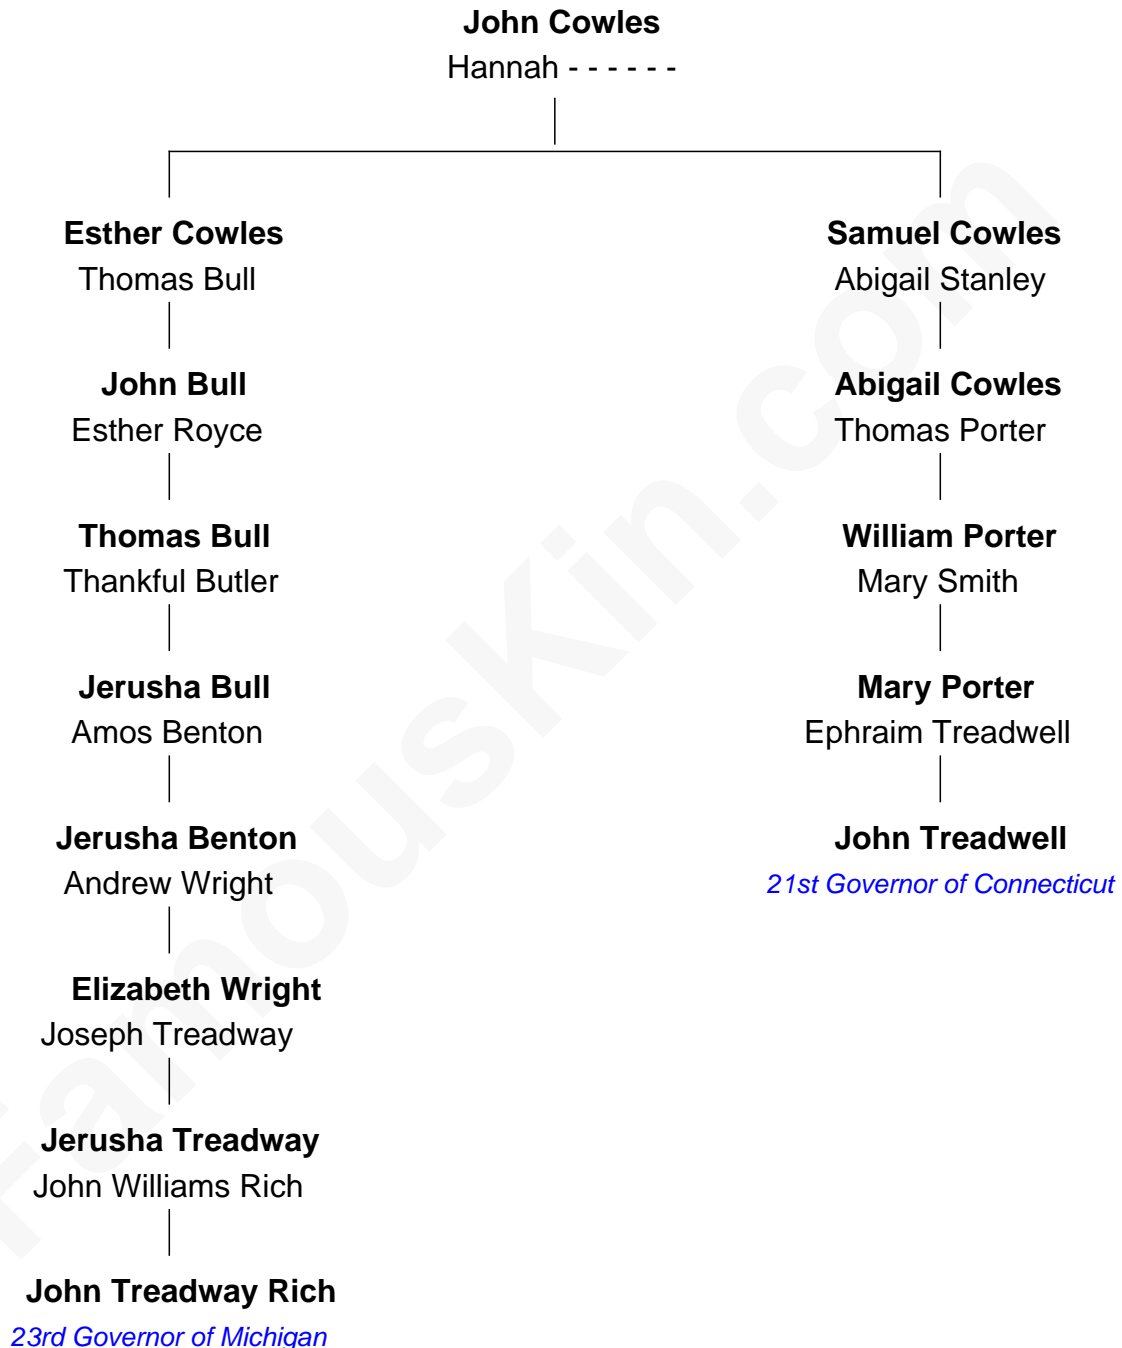 John Cowles
Hannah - - - - - -
Esther Cowles
Thomas Bull
Samuel Cowles
Abigail Stanley
John Bull
Esther Royce
Abigail Cowles
Thomas Porter
Thomas Bull
Thankful Butler
William Porter
Mary Smith
Jerusha Bull
Amos Benton
Mary Porter
Ephraim Treadwell
Jerusha Benton
Andrew Wright
John Treadwell
21st Governor of Connecticut
Elizabeth Wright
Joseph Treadway
Jerusha Treadway
John Williams Rich
John Treadway Rich
23rd Governor of Michigan
FamousKin.com